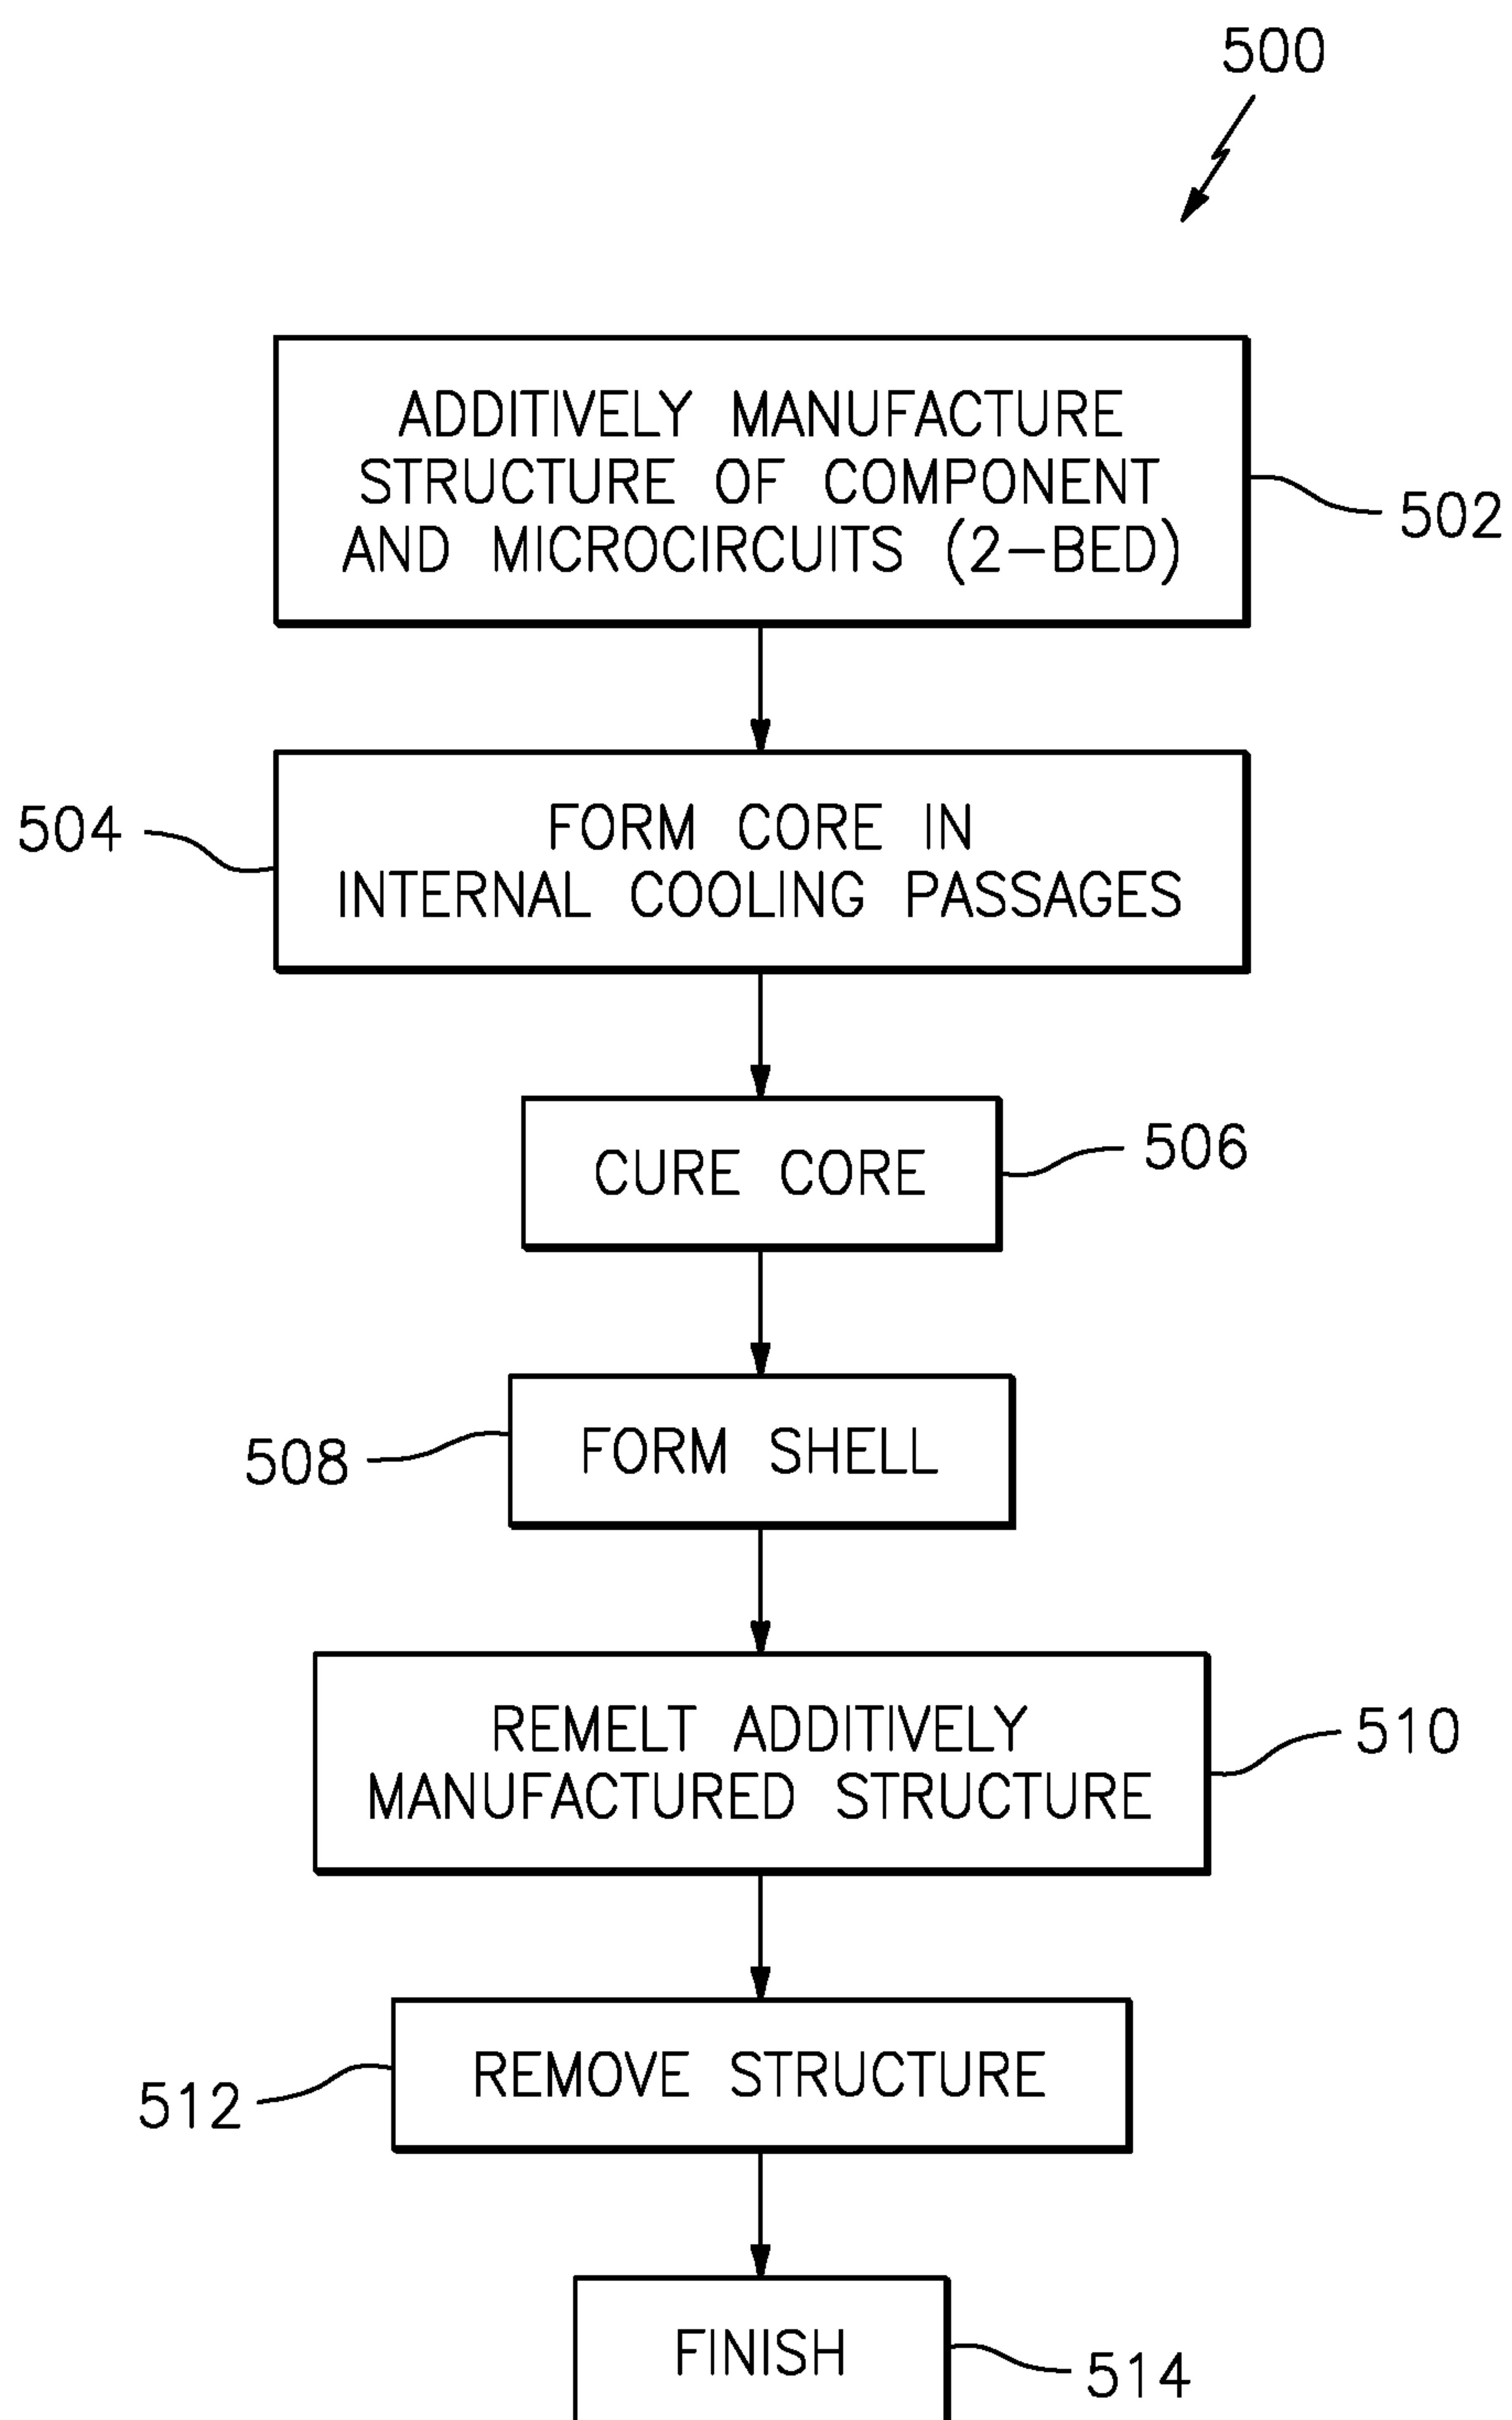 500
ADDITIVELY MANUFACTURE
STRUCTURE OF COMPONENT
AND MICROCIRCUITS (2-BED)
502
FORM CORE IN
INTERNAL COOLING PASSAGES
504
CURE CORE
506
FORM SHELL
508
REMELT ADDITIVELY
MANUFACTURED STRUCTURE
510
REMOVE STRUCTURE
512
FINISH
514